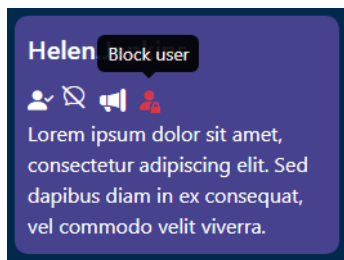 Helen
Block user
Lorem ipsum dolor sit amet,
consectetur adipiscing elit. Sed
dapibus diam in ex consequat,
vel commodo velit viverra.